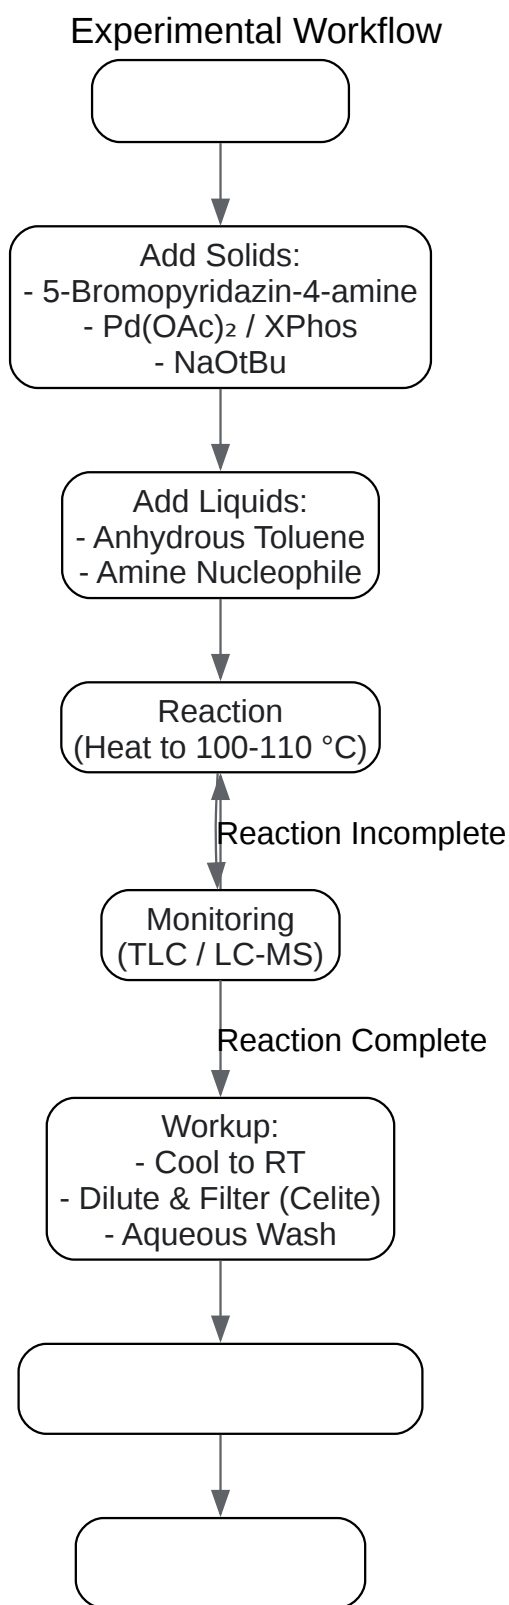 Experimental Workflow
Add Solids:
- 5-Bromopyridazin-4-amine
- Pd(OAc)₂ / XPhos
- NaOtBu
Add Liquids:
- Anhydrous Toluene
- Amine Nucleophile
Reaction
(Heat to 100-110 °C)
Reaction Incomplete
Monitoring
(TLC / LC-MS)
Reaction Complete
Workup:
- Cool to RT
- Dilute & Filter (Celite)
- Aqueous Wash